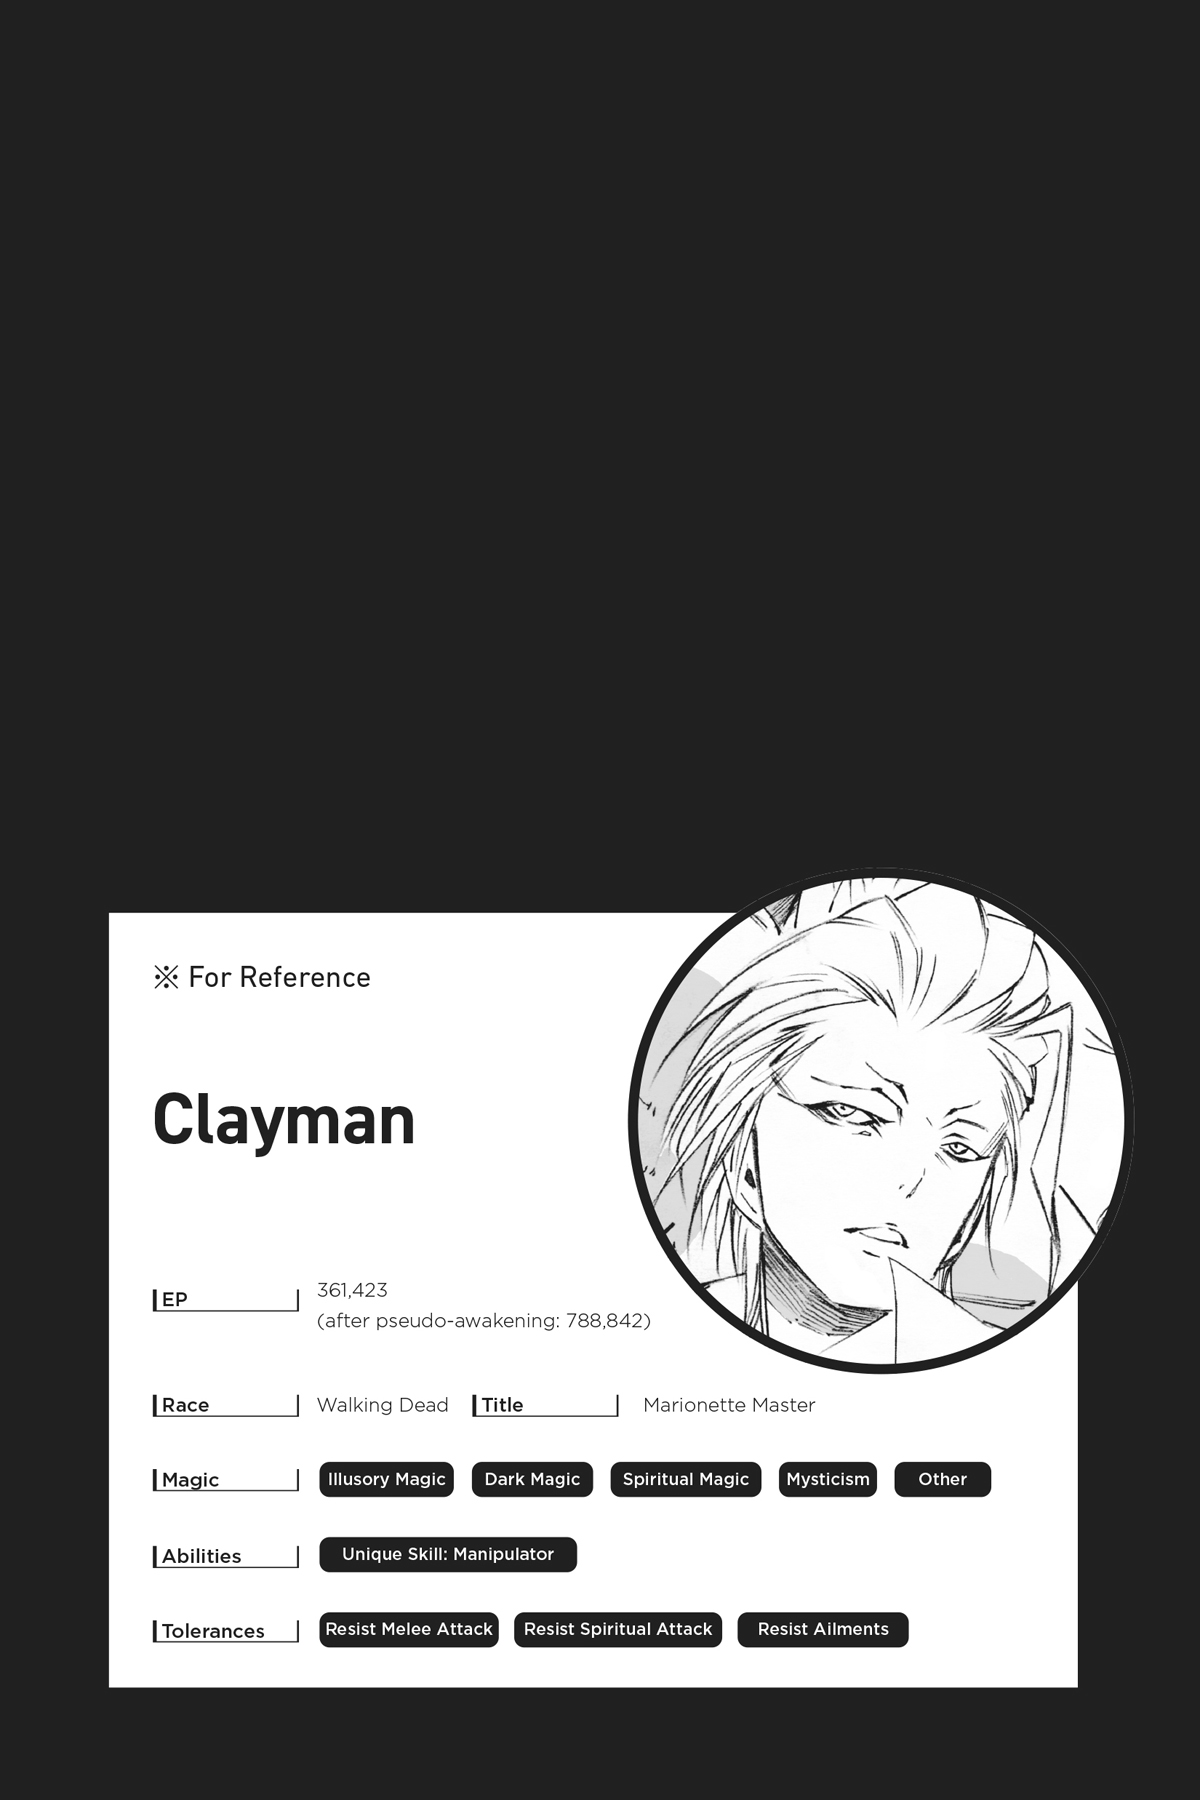 ※ For Reference
Clayman
EP
361,423
(after pseudo-awakening: 788,842)
Race Walking Dead Title Marionette Master
Magic Illusory Magic Dark Magic Spiritual Magic Mysticism Other
Abilities Unique Skill: Manipulator
Tolerances Resist Melee Attack Resist Spiritual Attack Resist Ailments